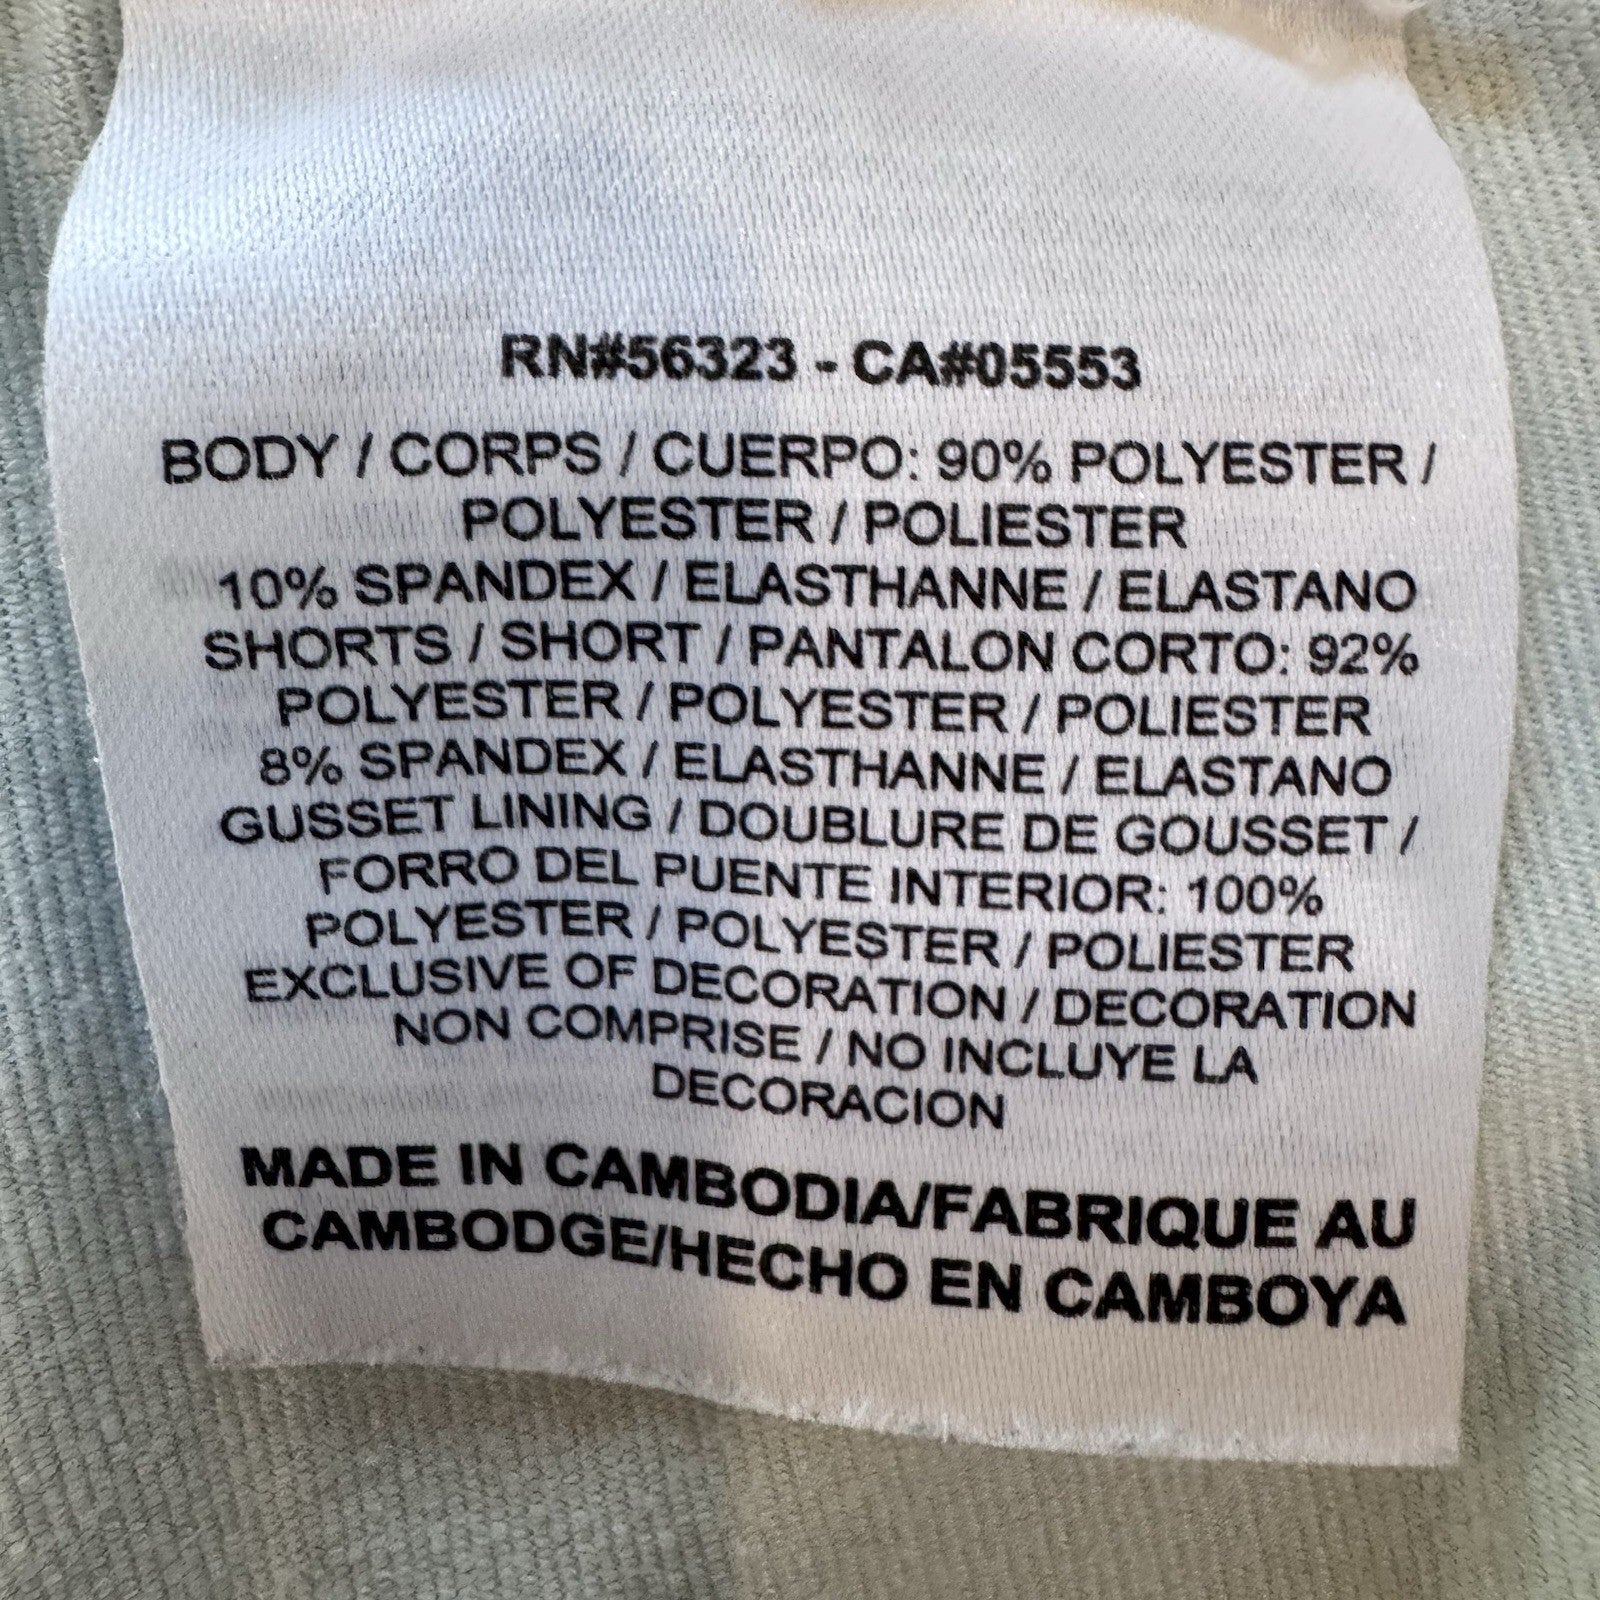 RN#56323 - CA#05553
BODY / CORPS / CUERPO: 90% POLYESTER /
POLYESTER / POLIESTER
10% SPANDEX / ELASTHANNE / ELASTANO
SHORTS / SHORT / PANTALON CORTO: 92%
POLYESTER / POLYESTER / POLIESTER
8% SPANDEX / ELASTHANNE / ELASTANO
GUSSET LINING / DOUBLURE DE GOUSSET /
FORRO DEL PUENTE INTERIOR: 100%
POLYESTER / POLYESTER / POLIESTER
EXCLUSIVE OF DECORATION / DECORATION
NON COMPRISE / NO INCLUYE LA
DECORACION
MADE IN CAMBODIA/FABRIQUE AU
CAMBODGE/HECHO EN CAMBOYA